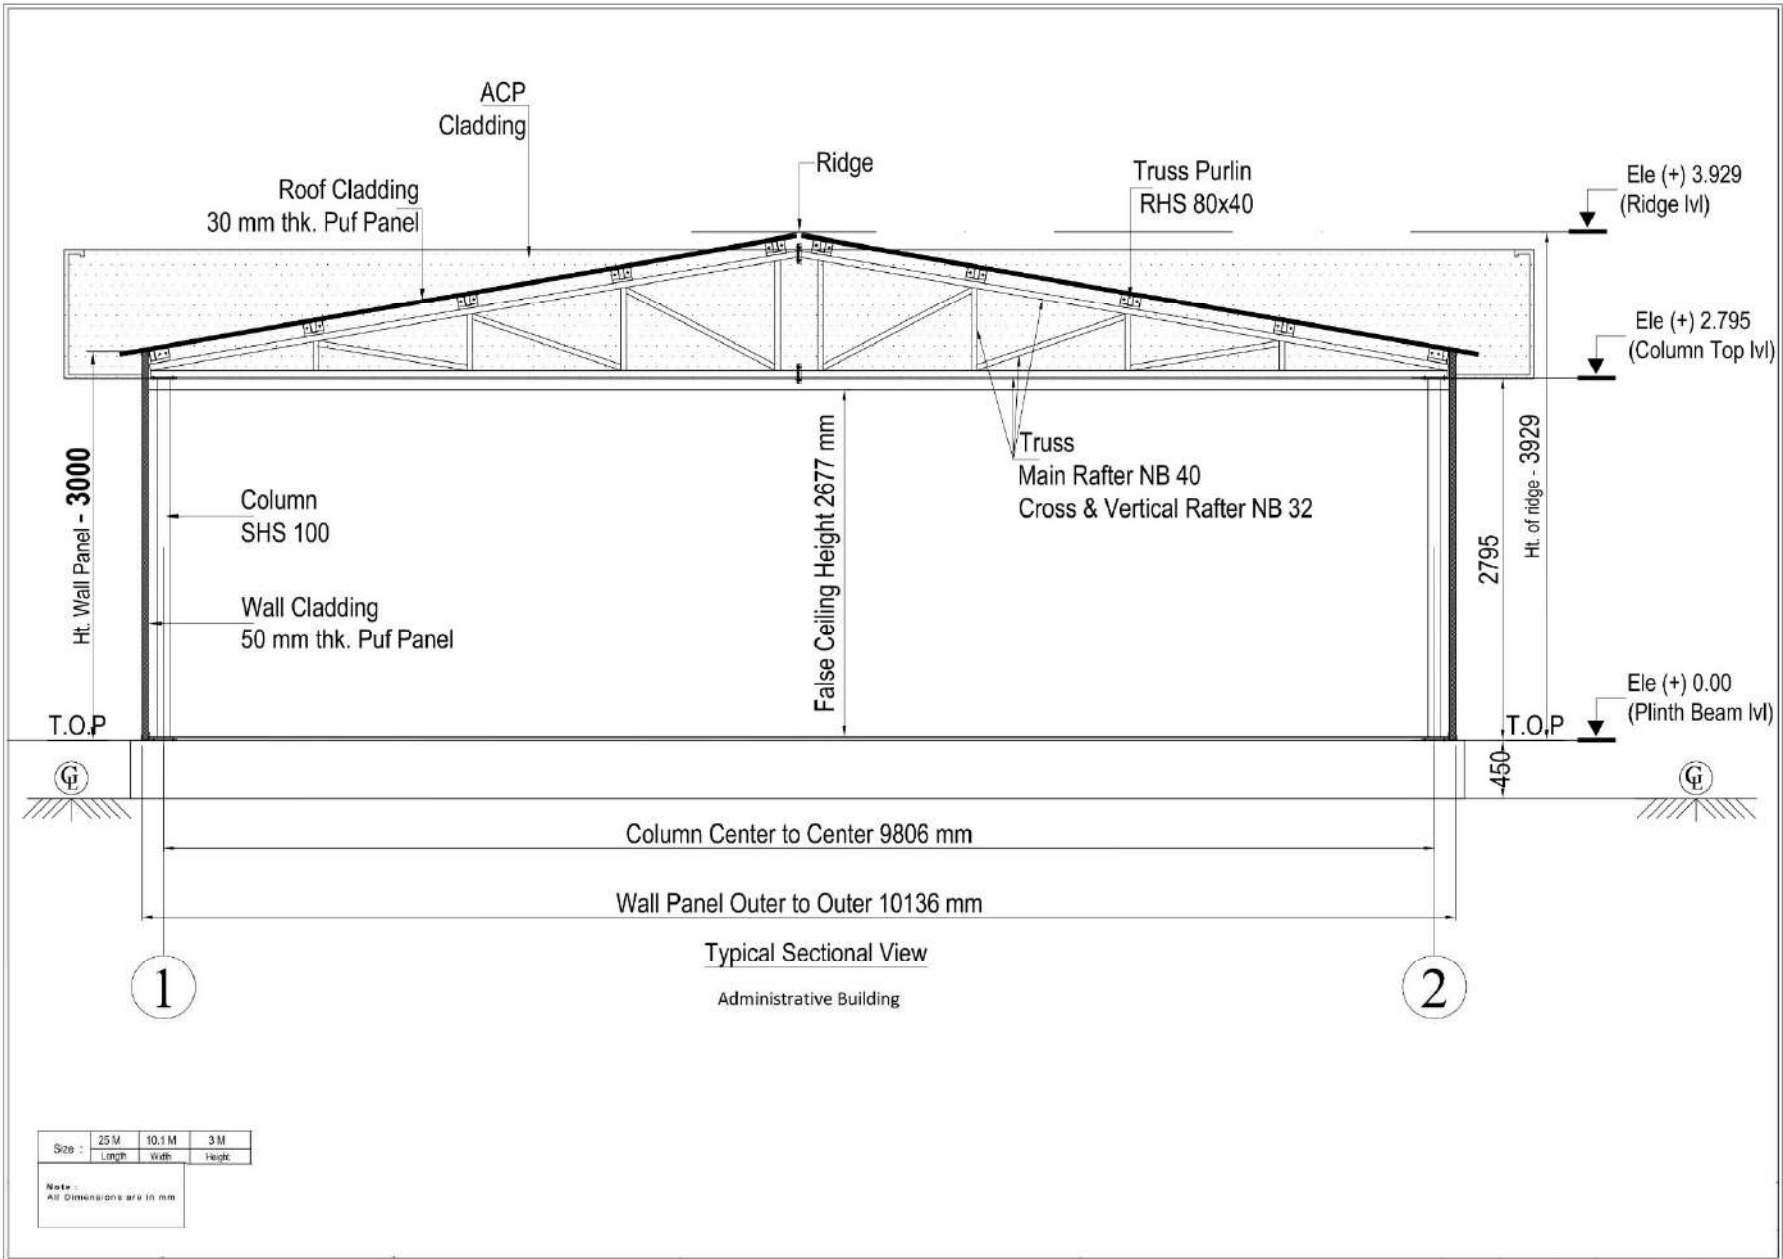 ACP
Cladding
Ridge
Roof Cladding
30 mm thk. Puf Panel
Truss Purlin
RHS 80x40
Ele (+) 3.929
(Ridge lvl)
Ele (+) 2.795
(Column Top lvl)
Ht. Wall Panel - 3000
Column
SHS 100
Wall Cladding
50 mm thk. Puf Panel
False Ceiling Height 2677 mm
Truss
Main Rafter NB 40
Cross & Vertical Rafter NB 32
2795
Ht. of ridge - 3929
Ele (+) 0.00
(Plinth Beam lvl)
T.O.P
T.O.P
GL
450
GL
Column Center to Center 9806 mm
Wall Panel Outer to Outer 10136 mm
Typical Sectional View
Administrative Building
1
2
Size : 25 M 10.1 M 3 M
Length Width Height
Note :
All Dimensions are in mm